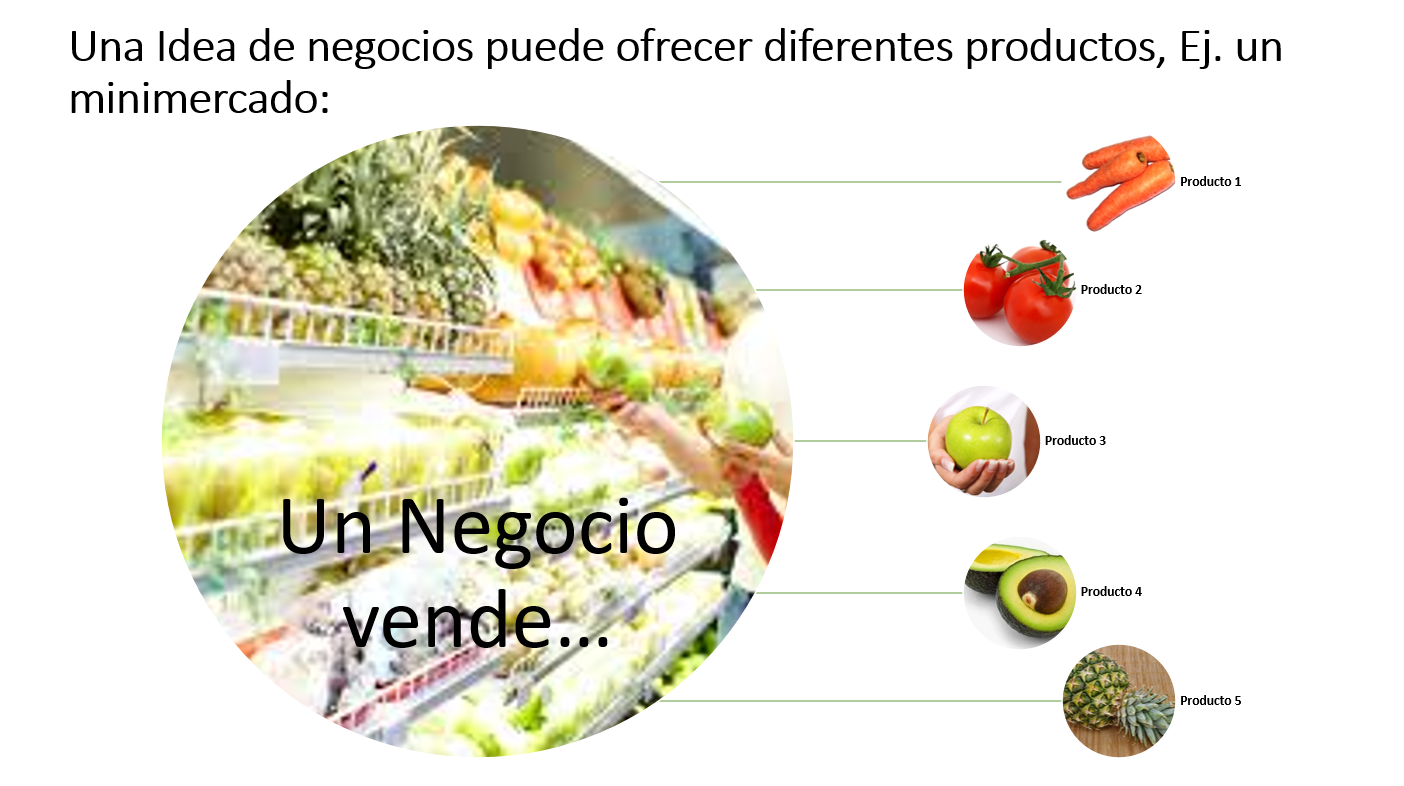 Una Idea de negocios puede ofrecer diferentes productos, Ej. un
minimercado:
Un Negocio
vende...
Producto 1
Producto 2
Producto 3
Producto 4
Producto 5